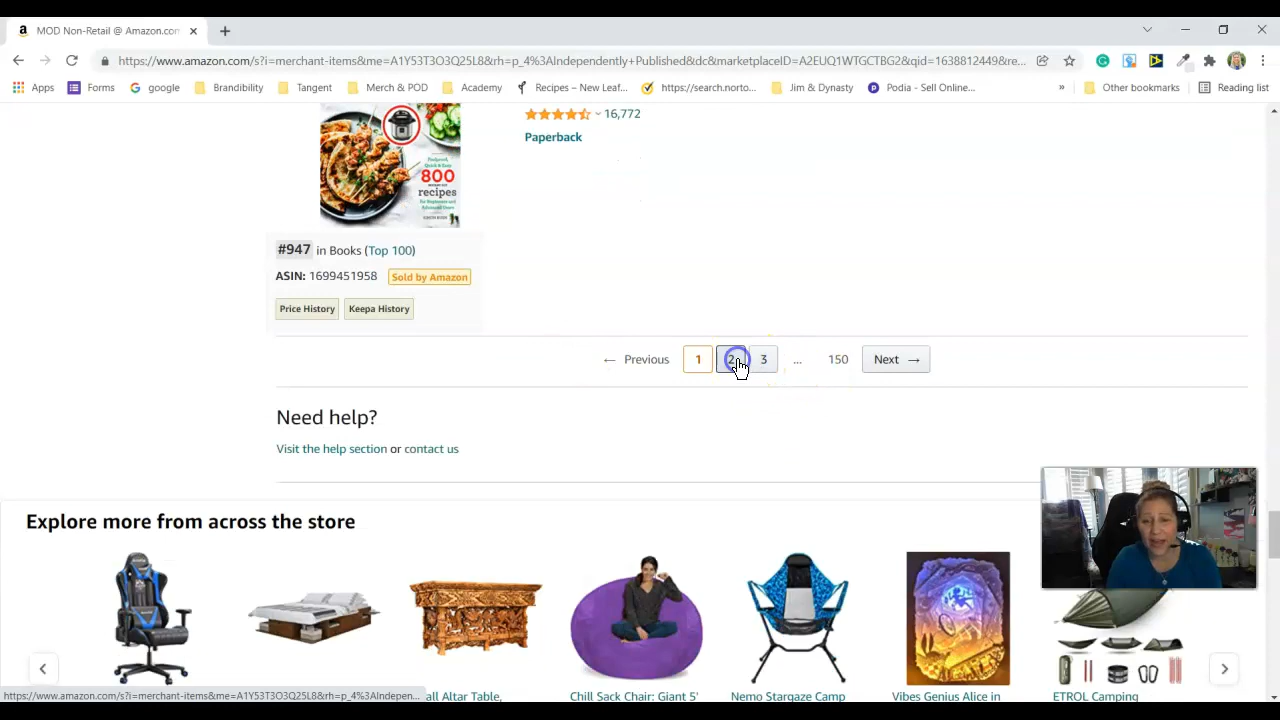 MOD Non-Retail @ Amazon.com
https://www.amazon.com/s?i=merchant-items&me=A1Y53T3O3Q25L8&rh=p_4%3AIndependently+Published&dc&marketplaceID=A2EUQ1WTGCTBG2&qid=1638812449&re...
Apps
Forms
google
Brandibility
Tangent
Merch & POD
Academy
Recipes – New Leaf...
https://search.norto...
Jim & Dynasty
Podia - Sell Online...
»
Other bookmarks
Reading list
16,772
Paperback
800
recipes
#947 in Books (Top 100)
ASIN: 1699451958 Sold by Amazon
Price History Keepa History
← Previous 1 2 3 ... 150 Next →
Need help?
Visit the help section or contact us
Explore more from across the store
all Altar Table,
Chill Sack Chair: Giant 5'
Nemo Stargaze Camp
Vibes Genius Alice in
ETROL Camping
https://www.amazon.com/s?i=merchant-items&me=A1Y53T3O3Q25L8&rh=p_4%3AIndepen...